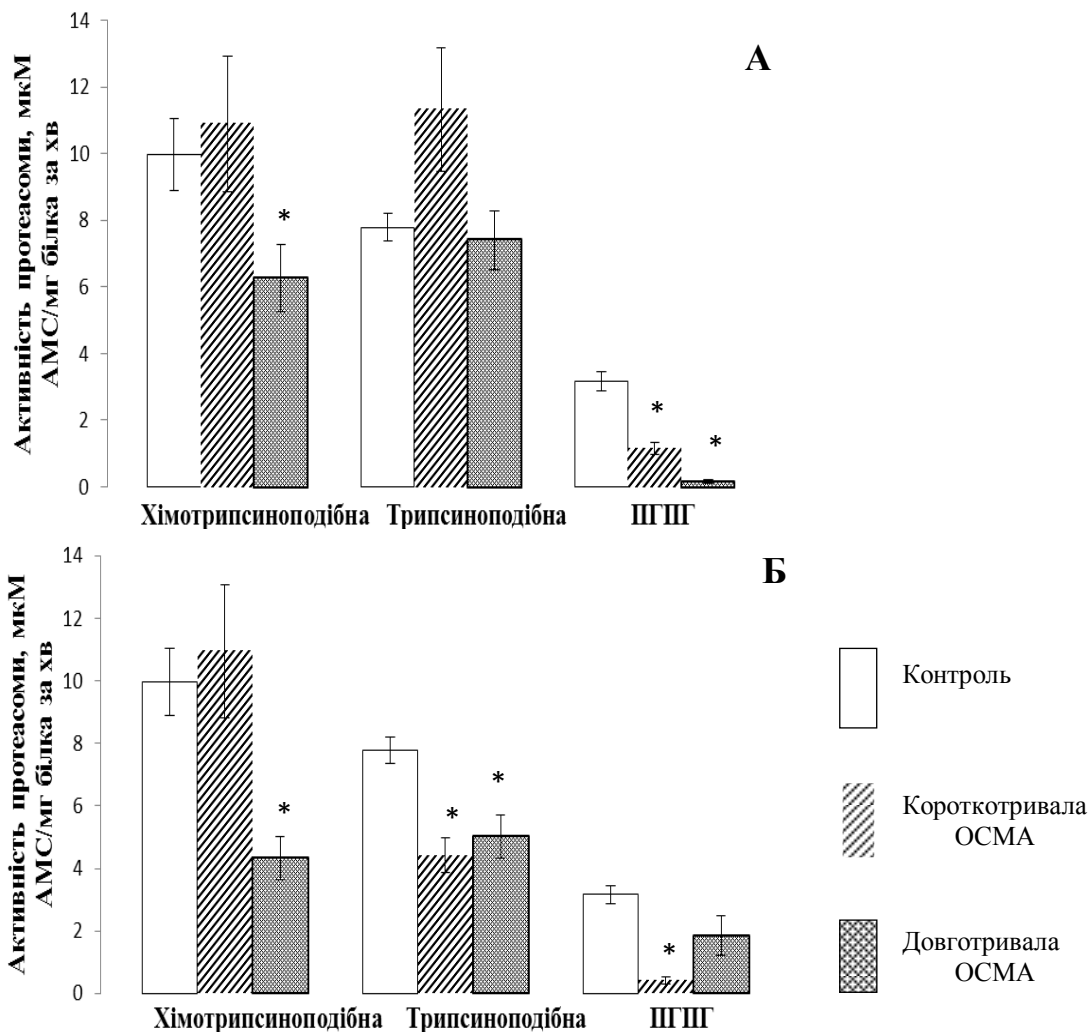 14
12
10
8
6
4
2
0
Активність протеасоми, мкМ
АМС/мг білка за хв
А
*
*
*
Хімотрипсиноподібна Трипсиноподібна ПГПГ
14
12
10
8
6
4
2
0
Активність протеасоми, мкМ
АМС/мг білка за хв
Б
*
*
*
*
Хімотрипсиноподібна Трипсиноподібна ПГПГ
Контроль
Короткотривала
ОСМА
Довготривала
ОСМА